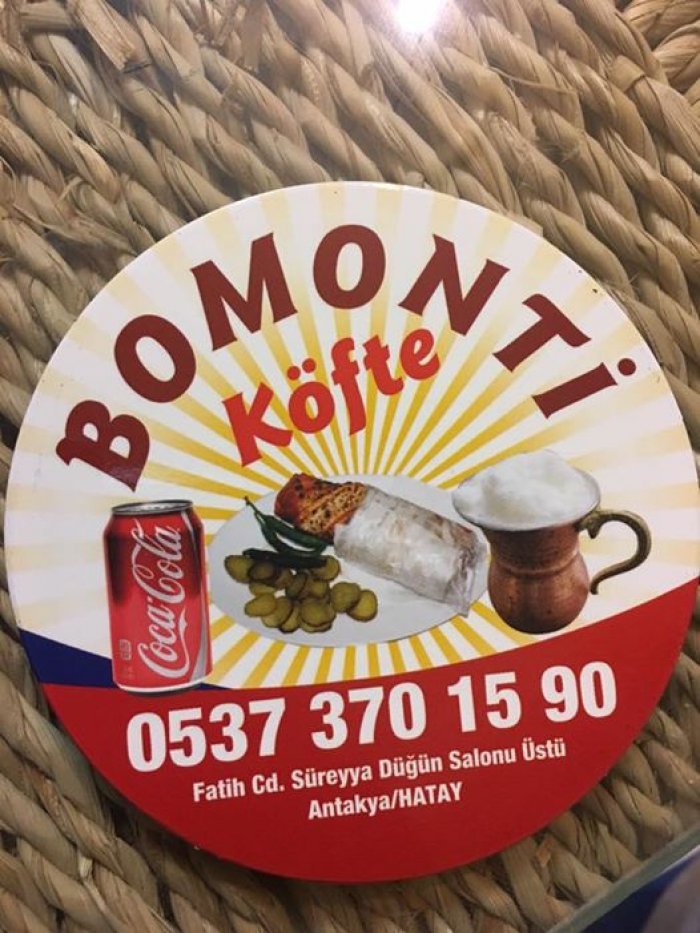 BOMONTİ
Köfte
Coca-Cola
0537 370 15 90
Fatih Cd. Süreyya Düğün Salonu Üstü
Antakya/HATAY